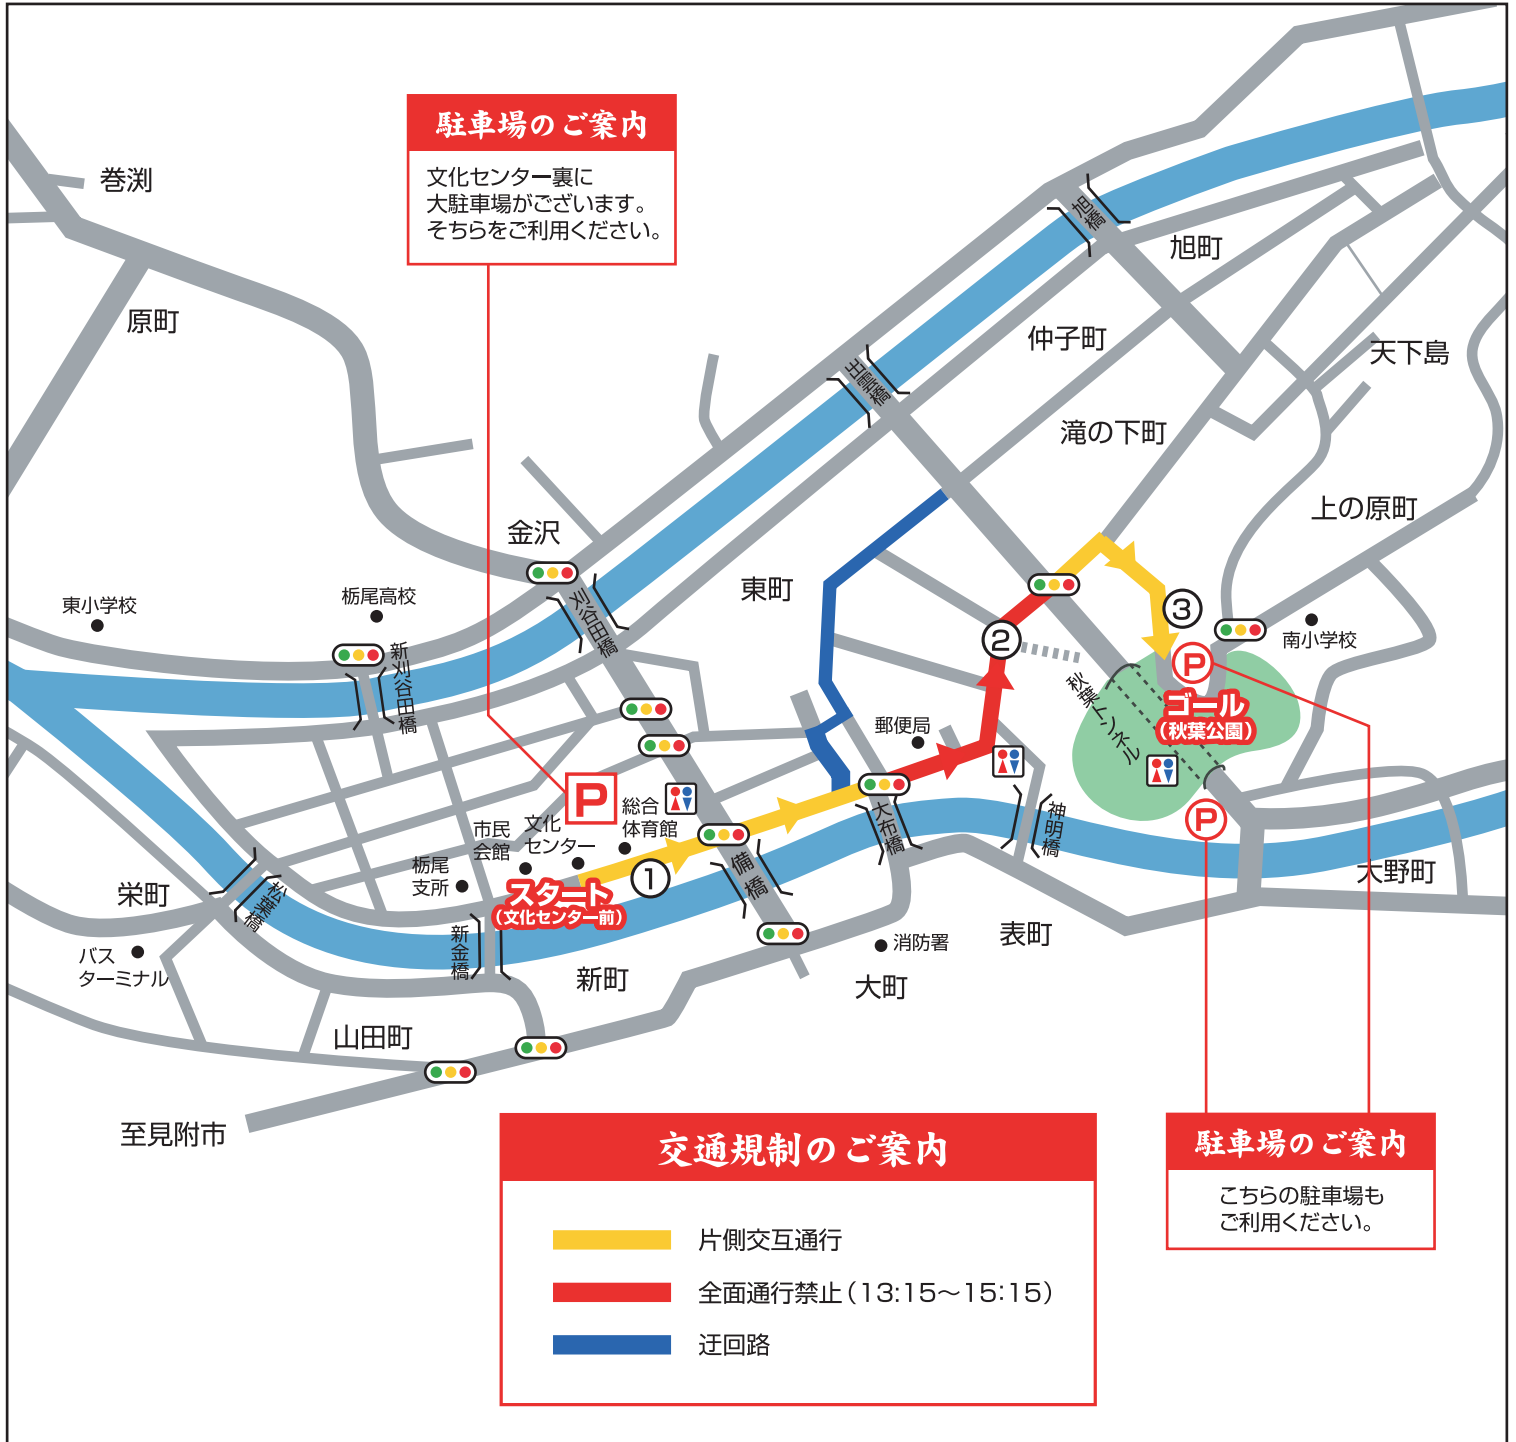 駐車場のご案内
文化センター裏に
大駐車場がございます。
そちらをご利用ください。
巻渕
原町
旭橋
旭町
仲子町
天下島
出雲橋
滝の下町
上の原町
金沢
東町
東小学校
栃尾高校
新刈谷田橋
刈谷田橋
南小学校
秋葉トンネル
郵便局
P
ゴール
(秋葉公園)
P
P
総合
体育館
文化
センター
市民
会館
栃尾
支所
スタート
(文化センター前)
1
2
3
備橋
大布橋
神明橋
大野町
栄町
松葉橋
バス
ターミナル
新金橋
新町
消防署
表町
大町
山田町
至見附市
交通規制のご案内
片側交互通行
全面通行禁止(13:15〜15:15)
迂回路
駐車場のご案内
こちらの駐車場も
ご利用ください。